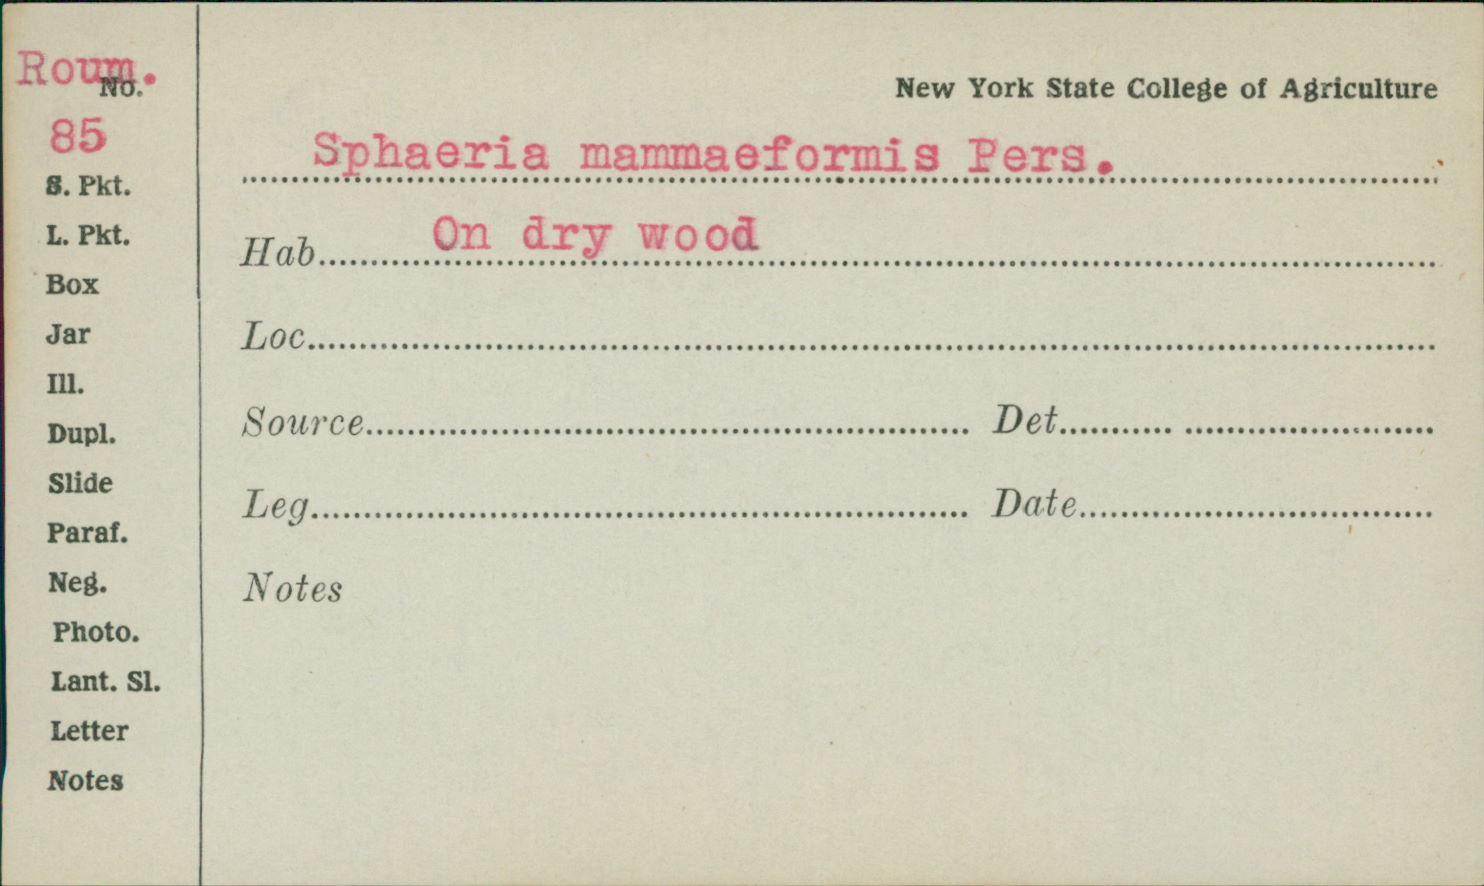 Roum.
No.
85
S. Pkt.
L. Pkt.
Box
Jar
Ill.
Dupl.
Slide
Paraf.
Neg.
Photo.
Lant. Sl.
Letter
Notes
New York State College of Agriculture
Sphaeria mammaeformis Pers.
Hab. On dry wood
Loc.
Source Det.
Leg. Date
Notes